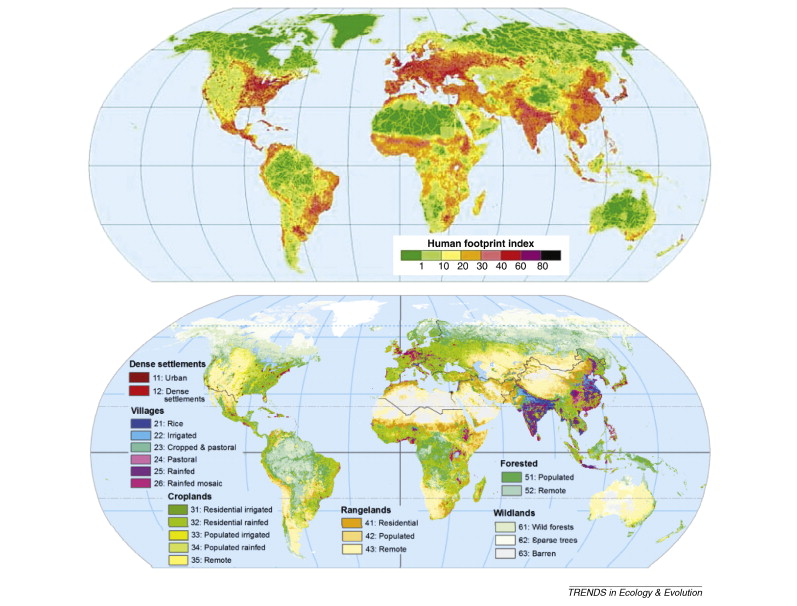 Human footprint index
1 10 20 30 40 60 80
Dense settlements
11: Urban
12: Dense
settlements
Villages
21: Rice
22: Irrigated
23: Cropped & pastoral
24: Pastoral
25: Rainfed
26: Rainfed mosaic
Croplands
31: Residential irrigated
32: Residential rainfed
33: Populated irrigated
34: Populated rainfed
35: Remote
Rangelands
41: Residential
42: Populated
43: Remote
Forested
51: Populated
52: Remote
Wildlands
61: Wild forests
62: Sparse trees
63: Barren
TRENDS in Ecology & Evolution